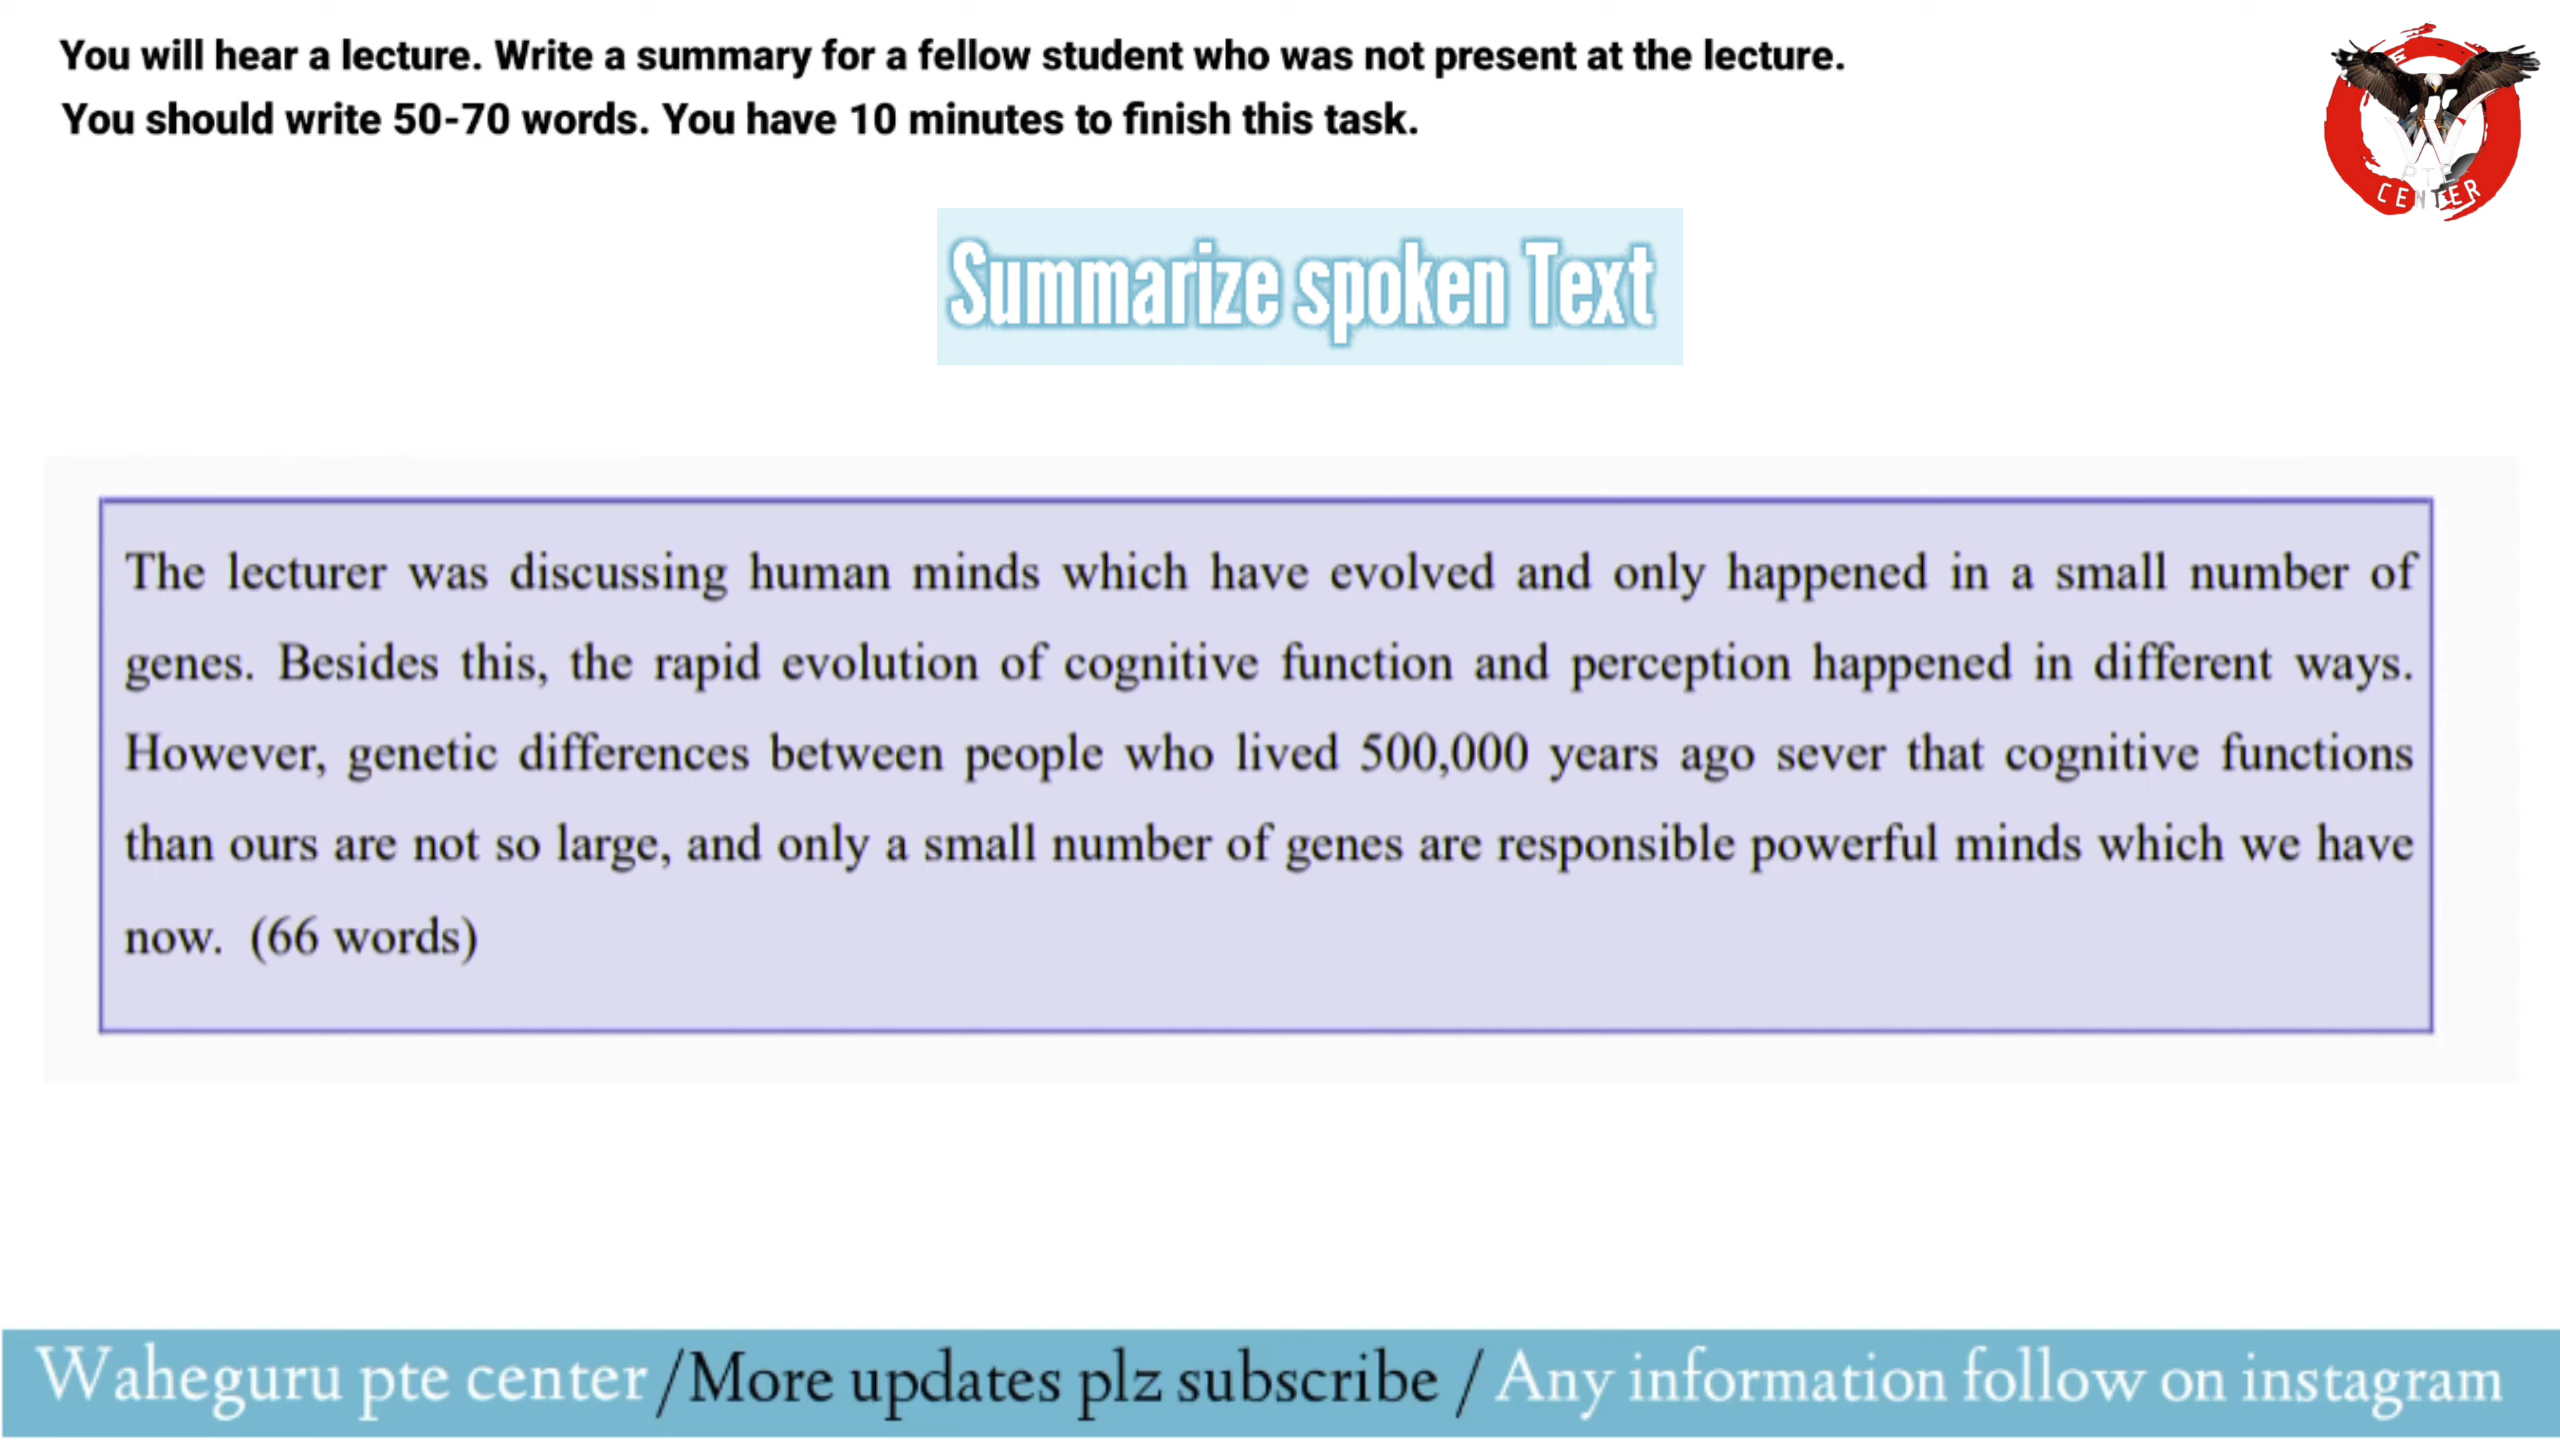 You will hear a lecture. Write a summary for a fellow student who was not present at the lecture.
You should write 50-70 words. You have 10 minutes to finish this task.
W
PTE
CENTER
Summarize spoken Text
The lecturer was discussing human minds which have evolved and only happened in a small number of
genes. Besides this, the rapid evolution of cognitive function and perception happened in different ways.
However, genetic differences between people who lived 500,000 years ago sever that cognitive functions
than ours are not so large, and only a small number of genes are responsible powerful minds which we have
now. (66 words)
Waheguru pte center /More updates plz subscribe / Any information follow on instagram